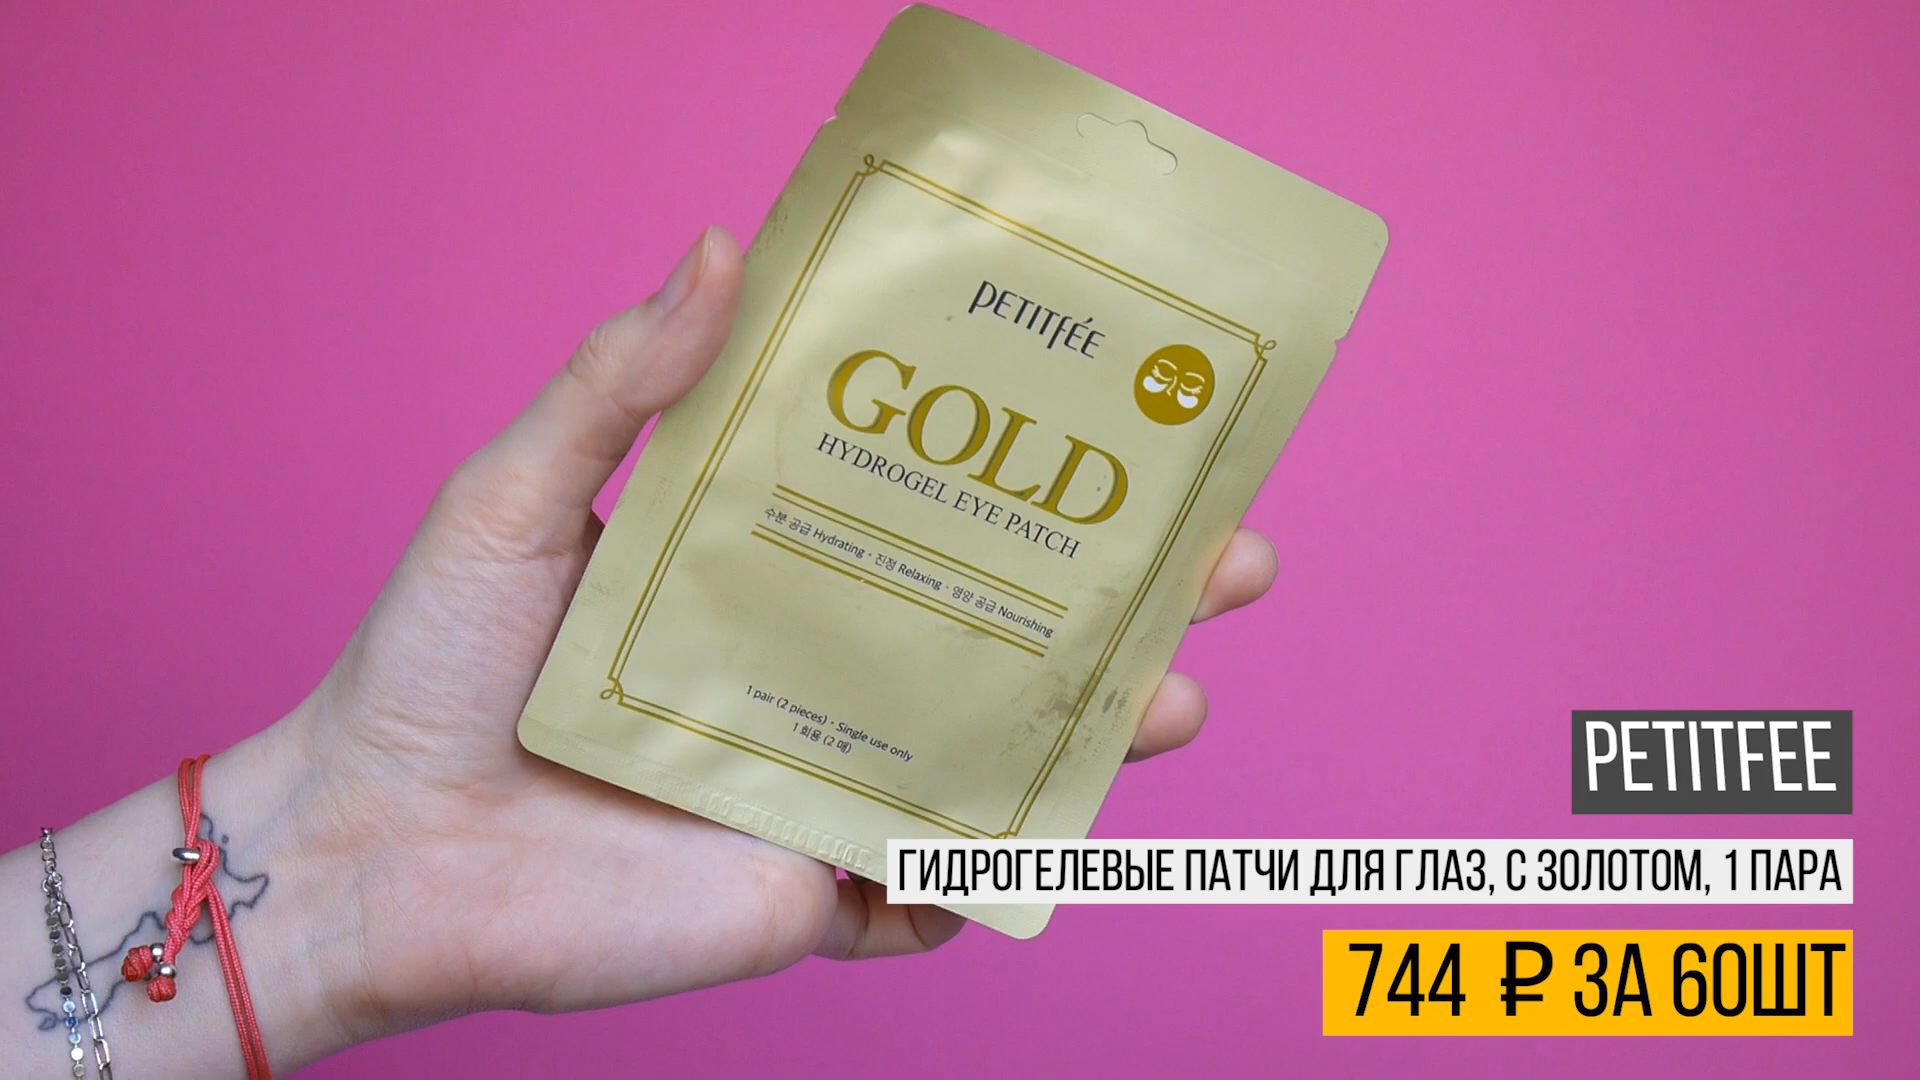 PETITFÉE
GOLD
HYDROGEL EYE PATCH
수분 공급 Hydrating • 진정 Relaxing • 영양 공급 Nourishing
1 pair (2 pieces) • Single use only
1 회용 (2 매)
PETITFEE
ГИДРОГЕЛЕВЫЕ ПАТЧИ ДЛЯ ГЛАЗ, С ЗОЛОТОМ, 1 ПАРА
744 ₽ ЗА 60ШТ